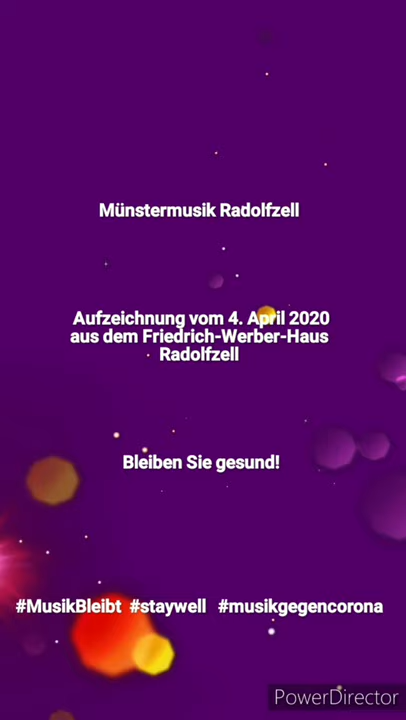 Münstermusik Radolfzell
Aufzeichnung vom 4. April 2020
aus dem Friedrich-Werber-Haus
Radolfzell
Bleiben Sie gesund!
#MusikBleibt #staywell #musikgegencorona
PowerDirector